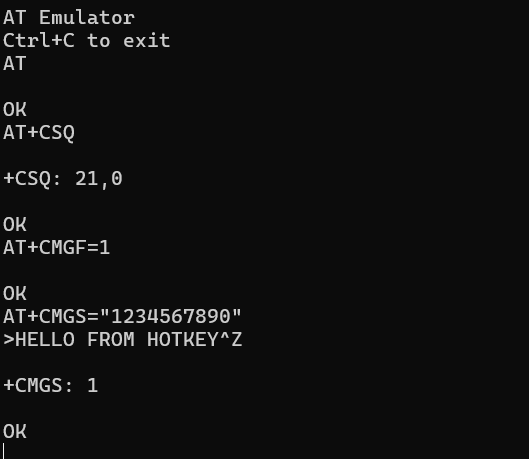 AT Emulator
Ctrl+C to exit
AT
OK
AT+CSQ
+CSQ: 21,0
OK
AT+CMGF=1
OK
AT+CMGS="1234567890"
>HELLO FROM HOTKEY^Z
+CMGS: 1
OK